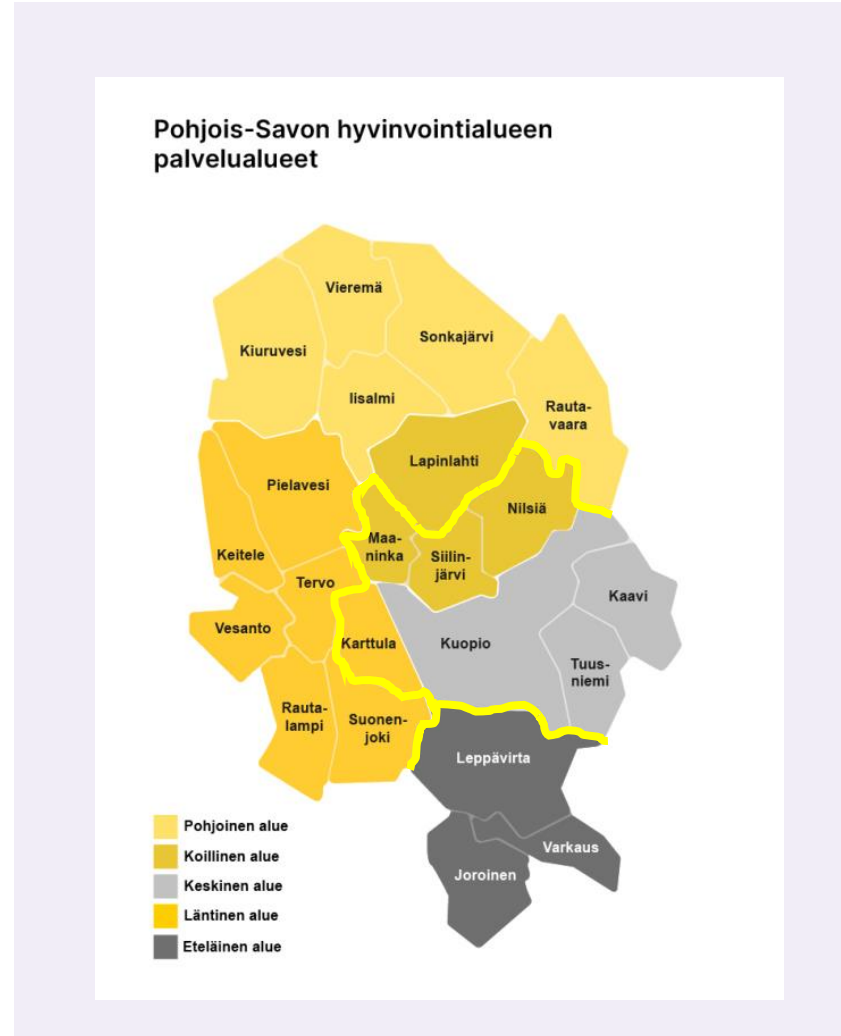 Pohjois-Savon hyvinvointialueen
palvelualueet
Vieremä
Kiuruvesi
Sonkajärvi
Iisalmi
Rauta-
vaara
Lapinlahti
Pielavesi
Nilsiä
Maa-
ninka
Keitele
Siilin-
järvi
Tervo
Kaavi
Vesanto
Karttula
Kuopio
Tuus-
niemi
Rauta-
lampi
Suonen-
joki
Leppävirta
Varkaus
Joroinen
Pohjoinen alue
Koillinen alue
Keskinen alue
Läntinen alue
Eteläinen alue